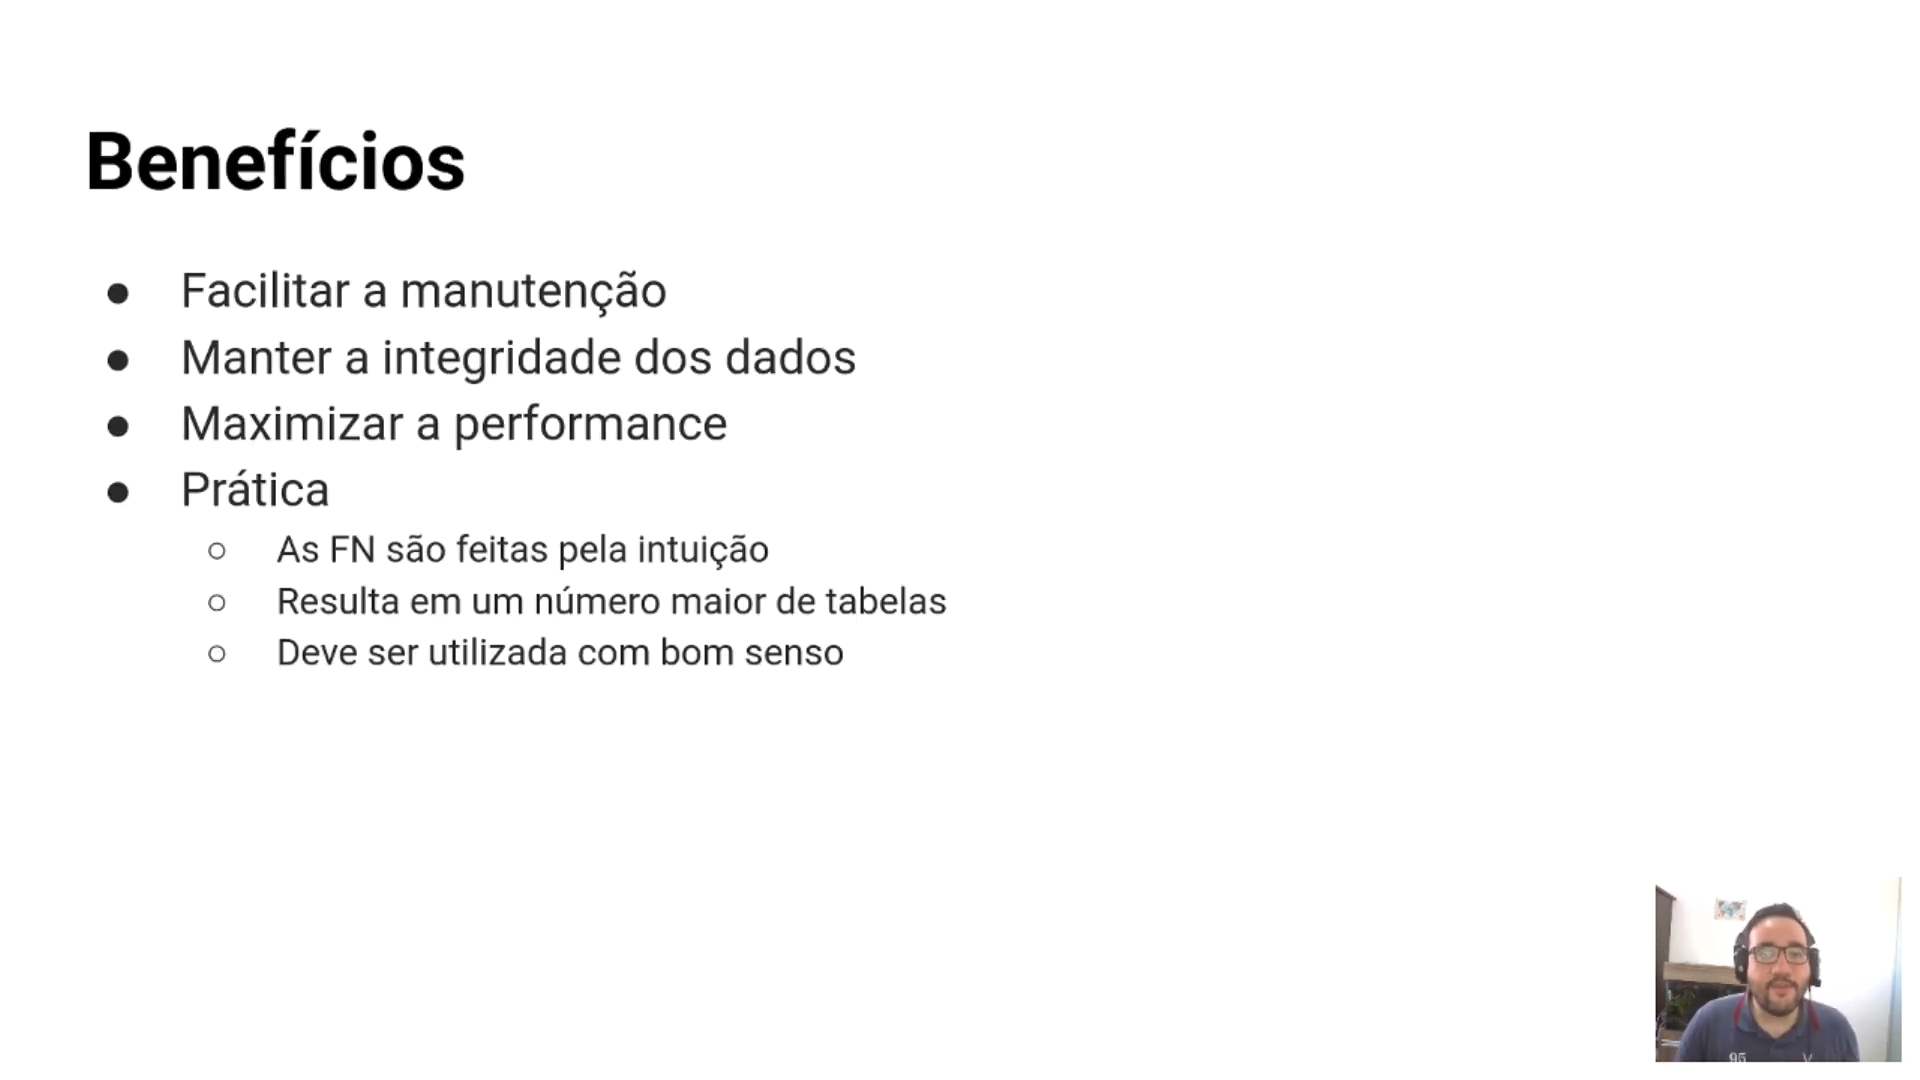 Benefícios
● Facilitar a manutenção
● Manter a integridade dos dados
● Maximizar a performance
● Prática
○ As FN são feitas pela intuição
○ Resulta em um número maior de tabelas
○ Deve ser utilizada com bom senso
95